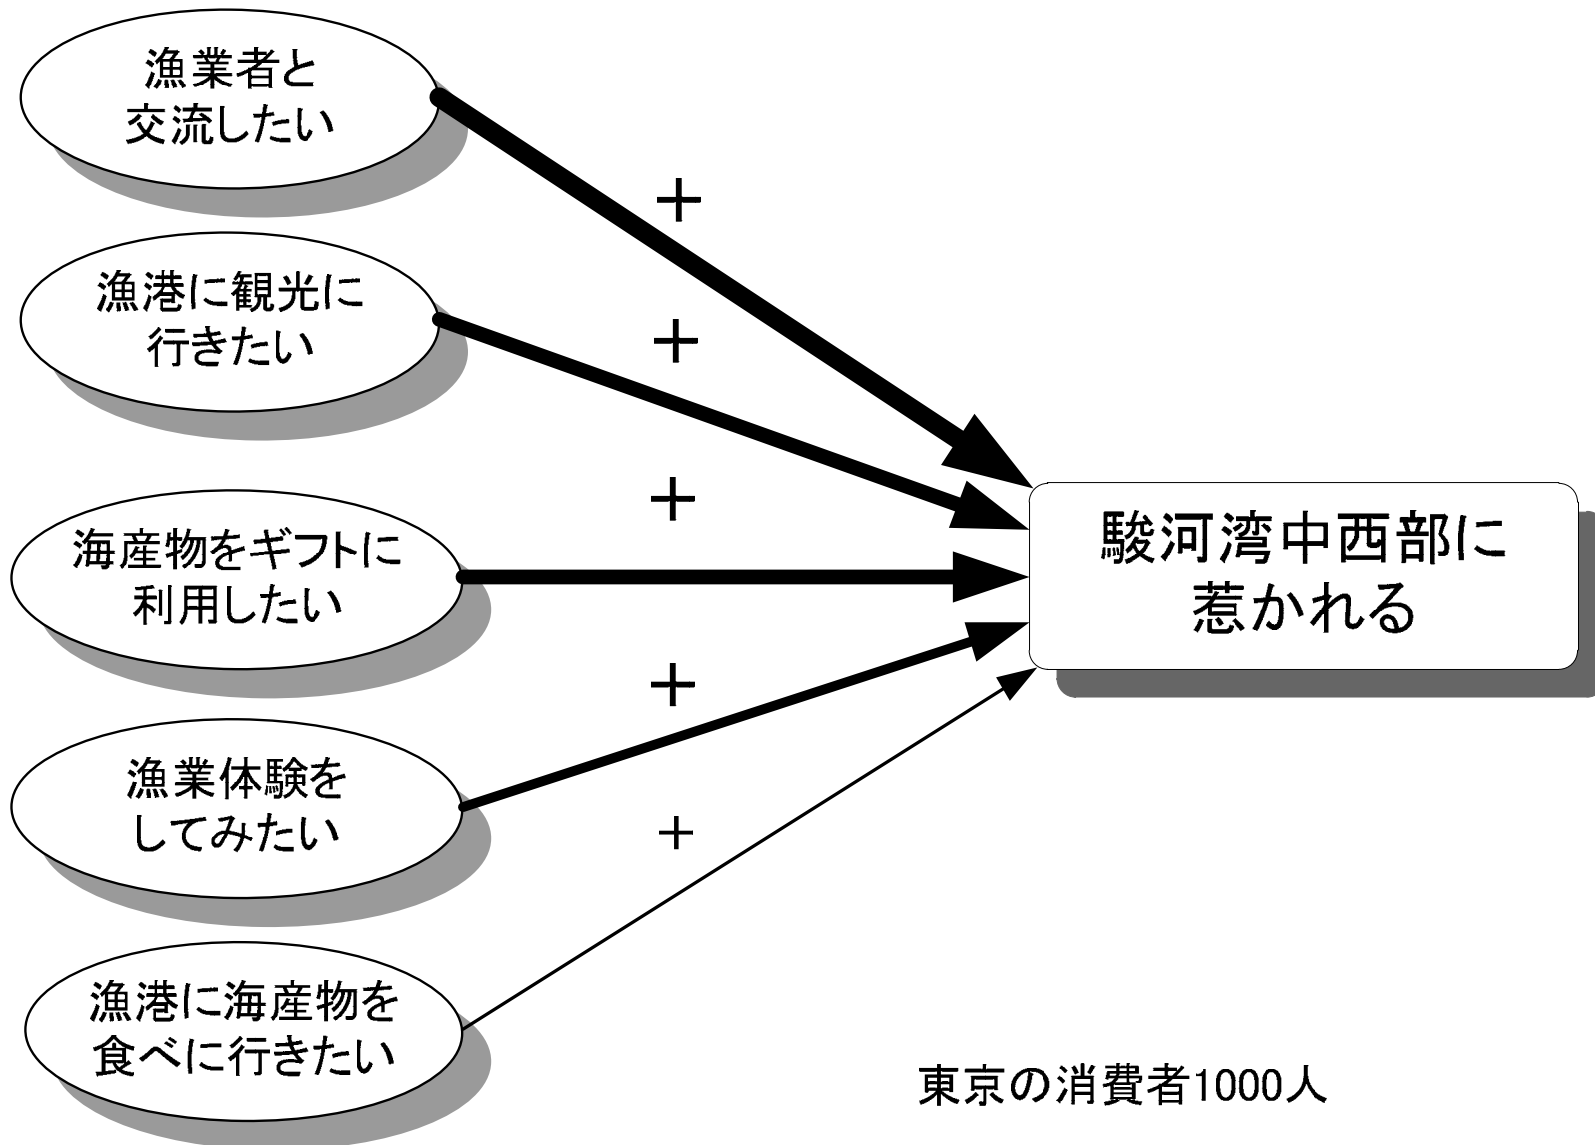 漁業者と
交流したい
＋
漁港に観光に
行きたい
＋
海産物をギフトに
利用したい
＋
駿河湾中西部に
惹かれる
漁業体験を
してみたい
＋
漁港に海産物を
食べに行きたい
＋
東京の消費者1000人